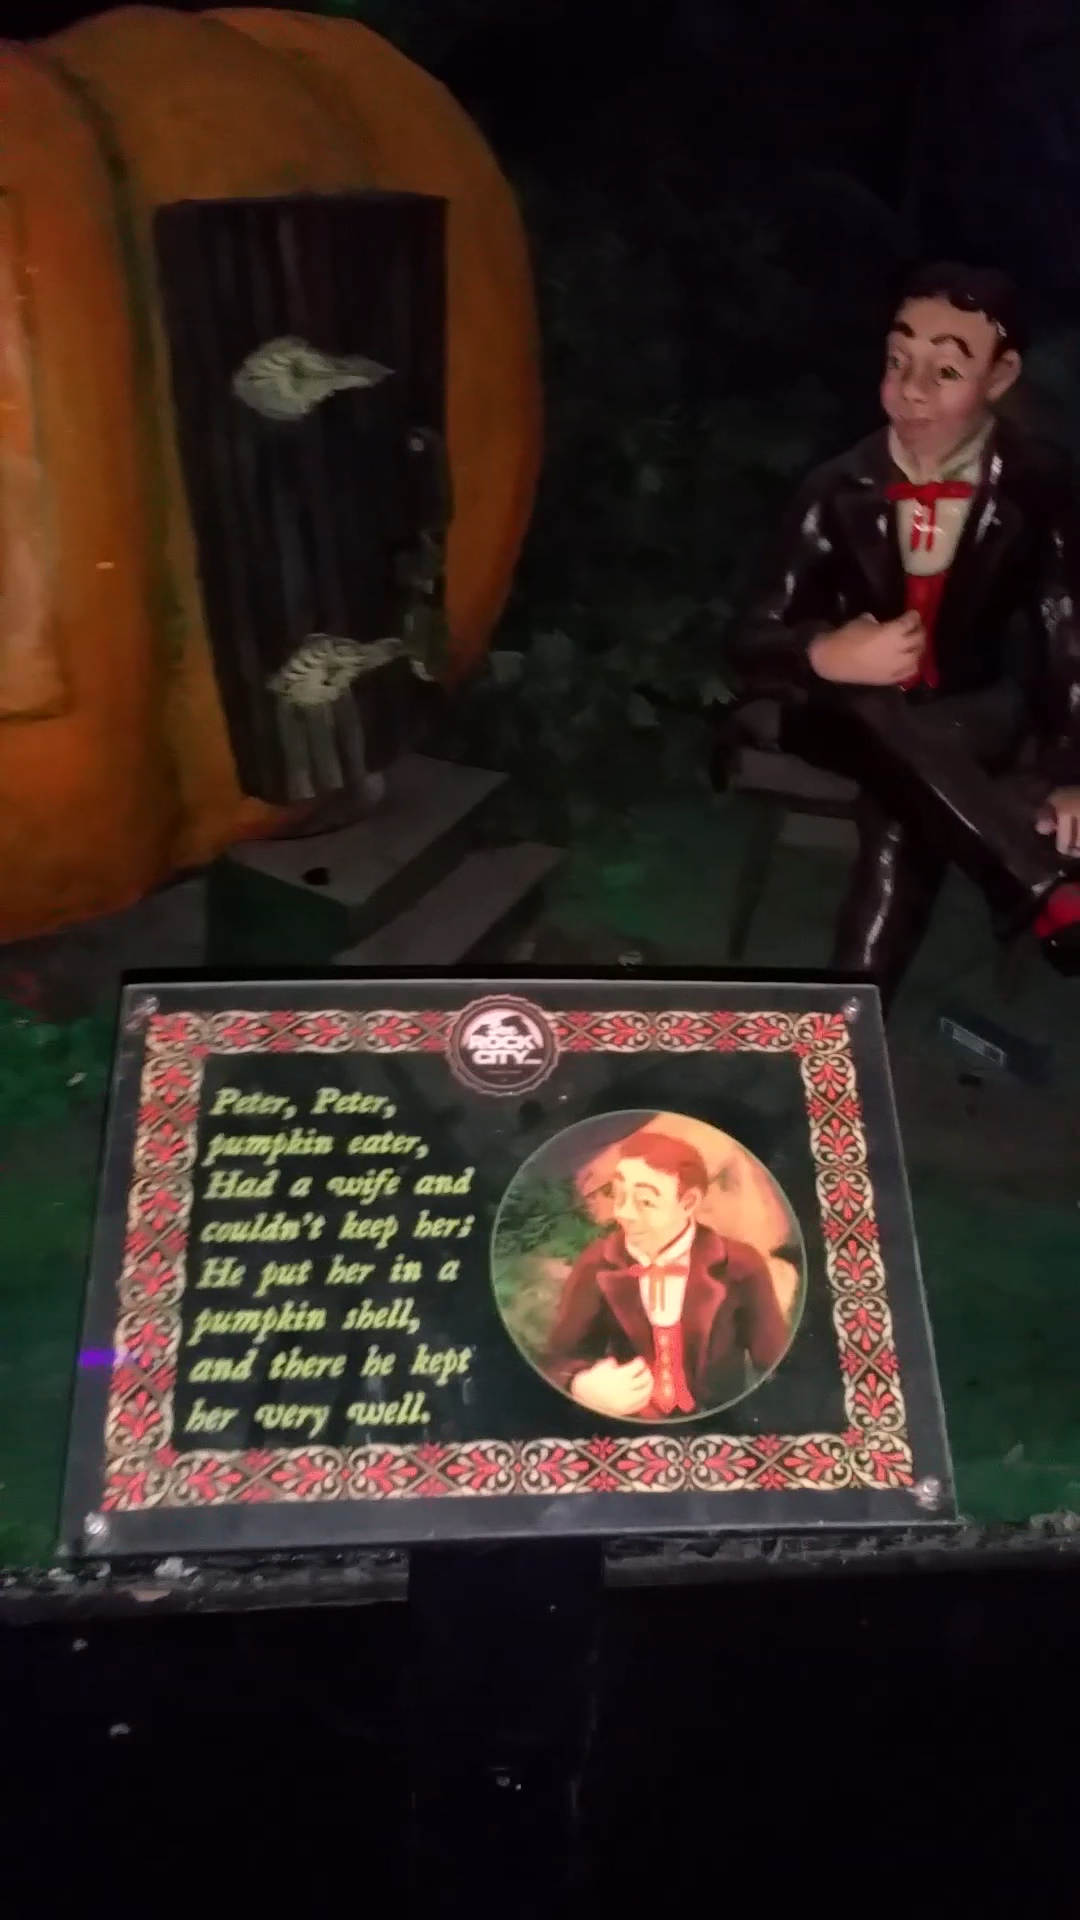 See
ROCK
CITY
Peter, Peter,
pumpkin eater,
Had a wife and
couldn't keep her;
He put her in a
pumpkin shell,
and there he kept
her very well.